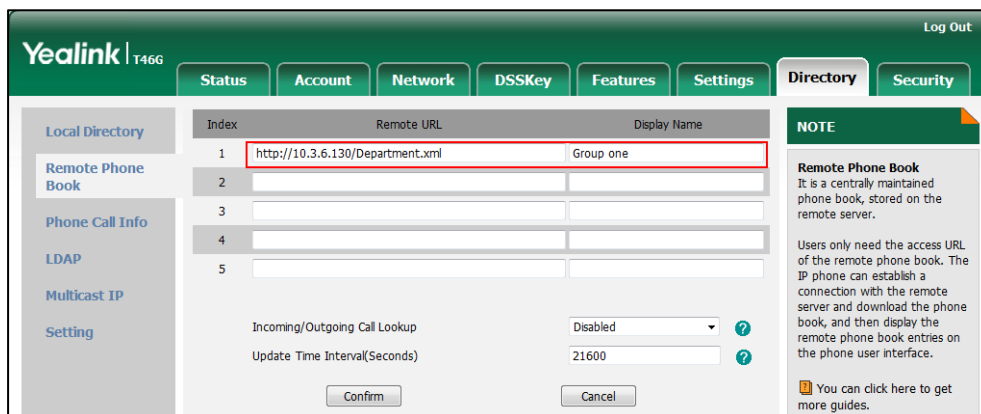 Log Out
Yealink T46G
Status Account Network DSSKey Features Settings Directory Security
Local Directory
Remote Phone
Book
Phone Call Info
LDAP
Multicast IP
Setting
Index Remote URL Display Name
1 http://10.3.6.130/Department.xml Group one
2
3
4
5
Incoming/Outgoing Call Lookup Disabled
Update Time Interval(Seconds) 21600
Confirm Cancel
NOTE
Remote Phone Book
It is a centrally maintained
phone book, stored on the
remote server.
Users only need the access URL
of the remote phone book. The
IP phone can establish a
connection with the remote
server and download the phone
book, and then display the
remote phone book entries on
the phone user interface.
You can click here to get
more guides.